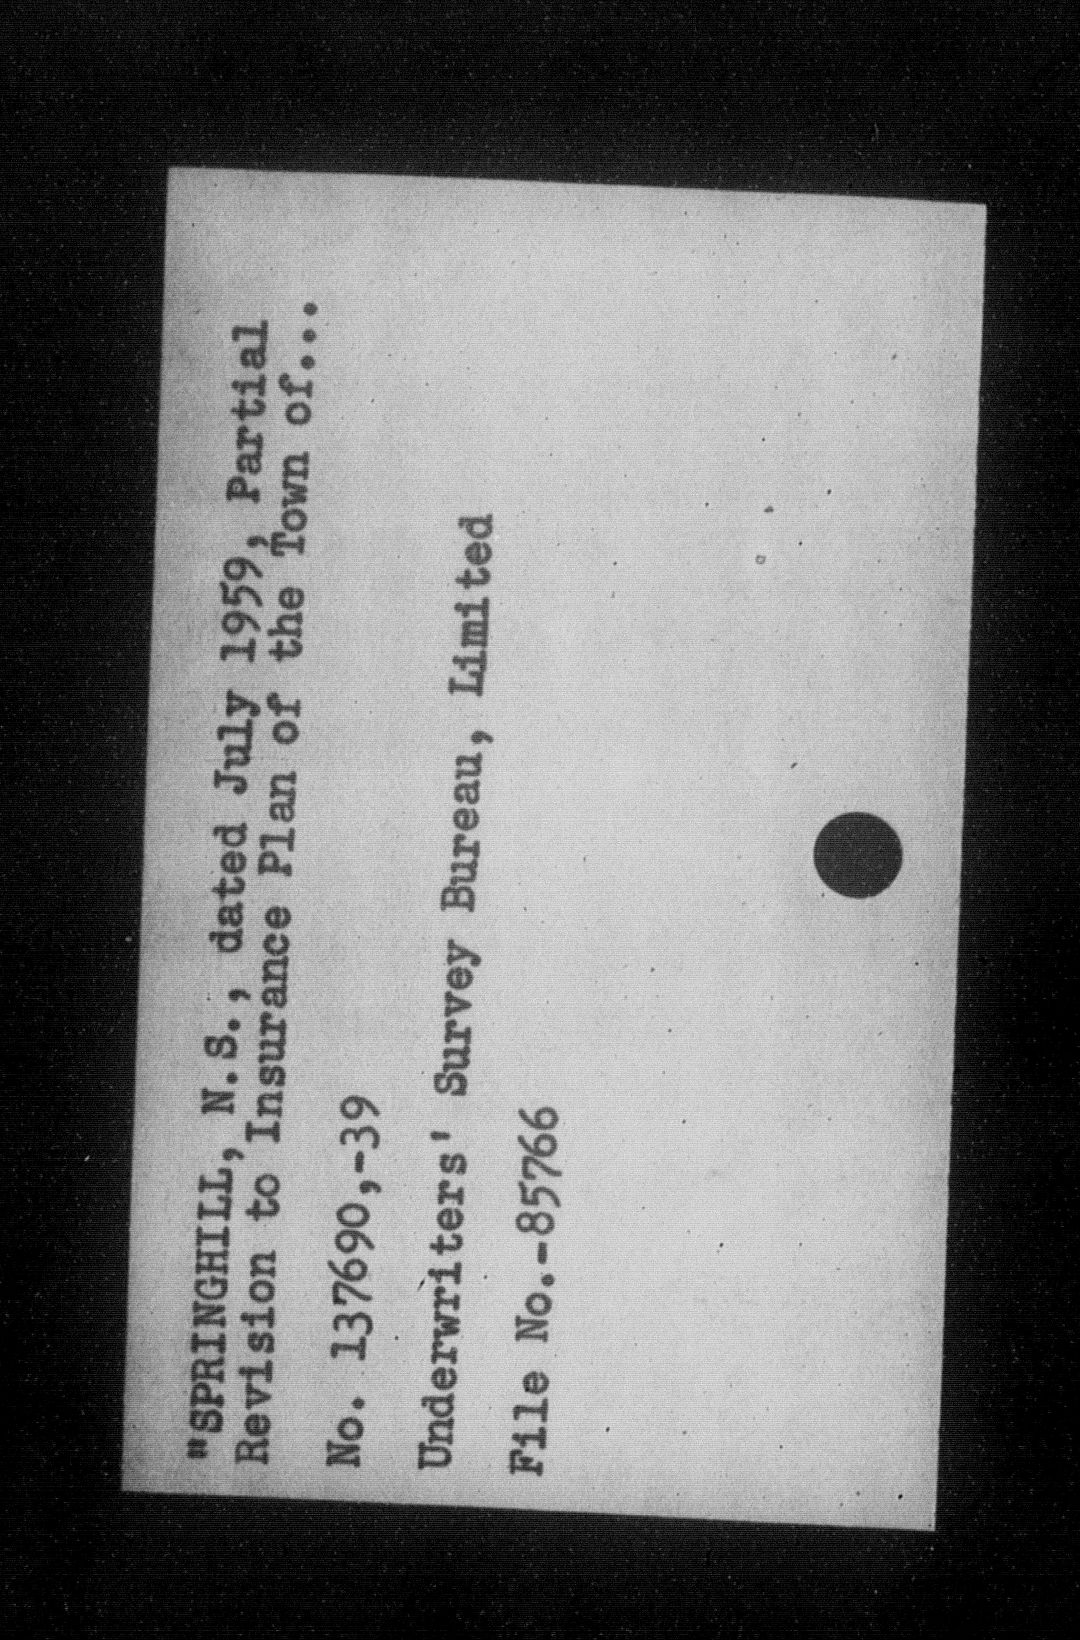 "SPRINGHILL, N.S., dated July 1959, Partial
Revision to Insurance Plan of the Town of...
No. 137690,-39
Underwriters' Survey Bureau, Limited
File No.-85766